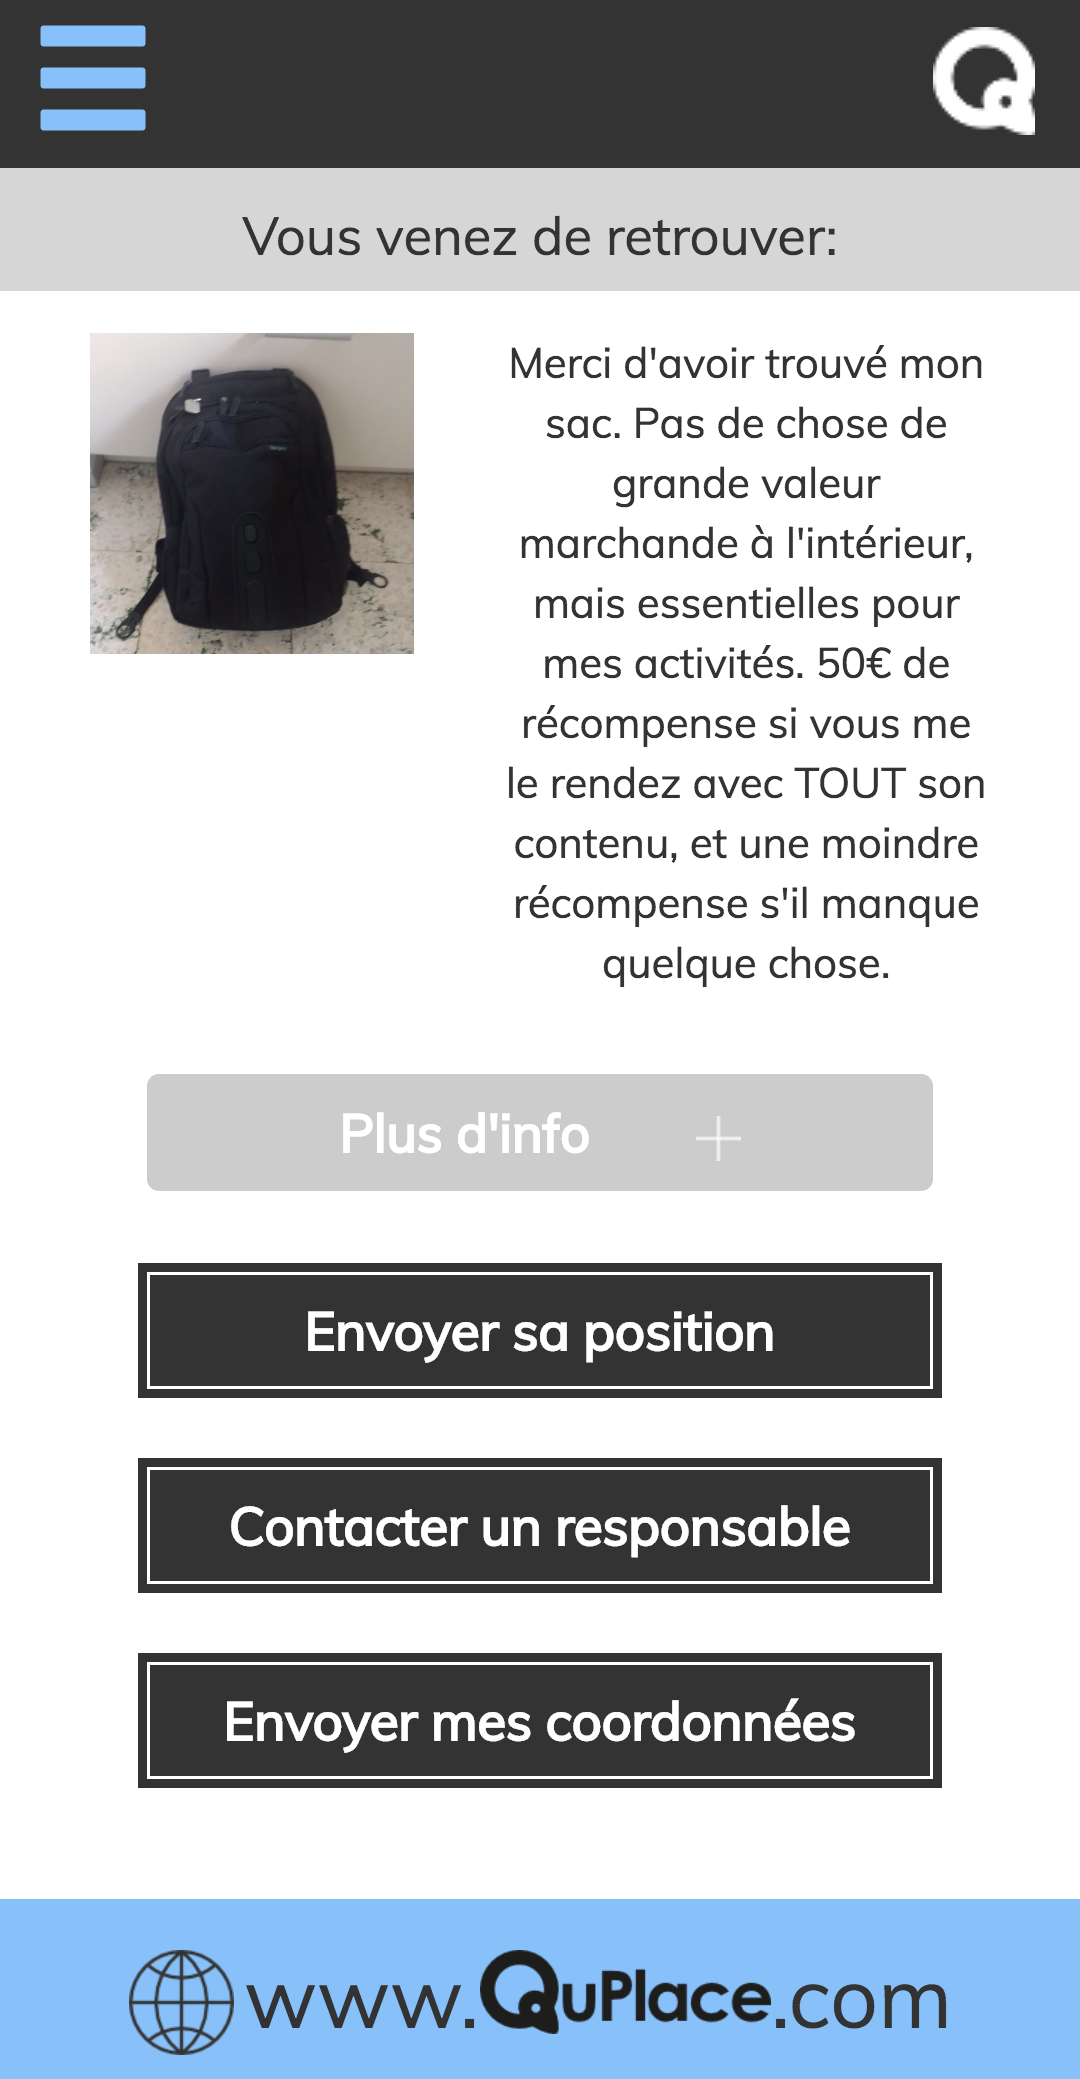 Vous venez de retrouver:
Merci d'avoir trouvé mon
sac. Pas de chose de
grande valeur
marchande à l'intérieur,
mais essentielles pour
mes activités. 50€ de
récompense si vous me
le rendez avec TOUT son
contenu, et une moindre
récompense s'il manque
quelque chose.
Plus d'info
Envoyer sa position
Contacter un responsable
Envoyer mes coordonnées
www.QuPlace.com